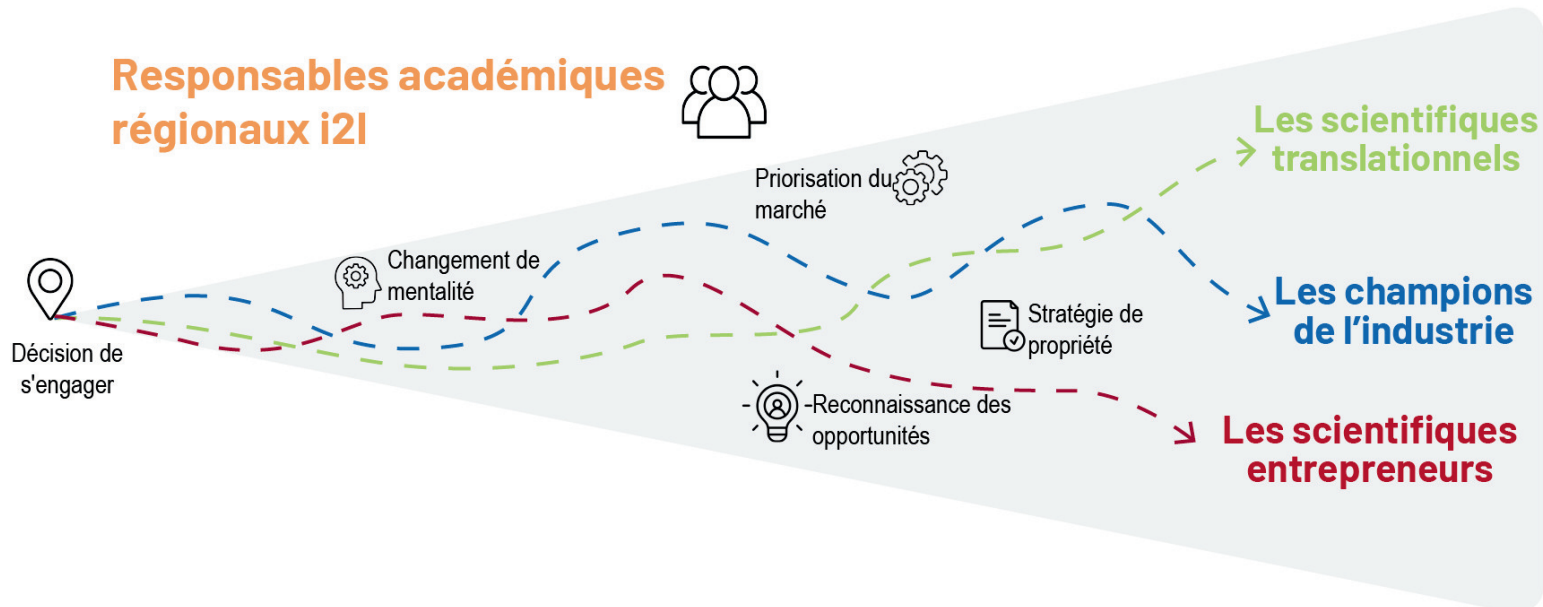 Responsables académiques
régionaux i2I
Les scientifiques
translationnels
Priorisation du
marché
Changement de
mentalité
Les champions
de l’industrie
Stratégie de
propriété
Décision de
s'engager
Reconnaissance des
opportunités
Les scientifiques
entrepreneurs